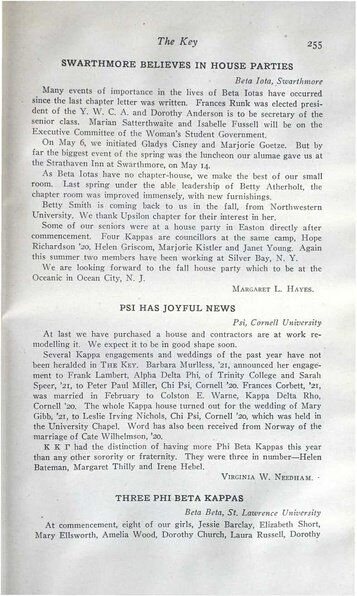 The Key 255
SWARTHMORE BELIEVES IN HOUSE PARTIES
Beta Iota, Swarthmore
Many events of importance in the lives of Beta Iotas have occurred
since the last chapter letter was written. Frances Runk was elected presi-
dent of the Y. W. C. A. and Dorothy Anderson is to be secretary of the
senior class. Marian Satterthwaite and Isabelle Fussell will be on the
Executive Committee of the Woman's Student Government.
On May 6, we initiated Gladys Cisney and Marjorie Goetze. But by
far the biggest event of the spring was the luncheon our alumæ gave us at
the Strathaven Inn at Swarthmore, on May 14.
As Beta Iotas have no chapter-house, we make the best of our small
room. Last spring under the able leadership of Betty Atherholt, the
chapter room was improved immensely, with new furnishings.
Betty Smith is coming back to us in the fall, from Northwestern
University. We thank Upsilon chapter for their interest in her.
Some of our seniors were at a house party in Easton directly after
commencement. Four Kappas are councillors at the same camp, Hope
Richardson '20, Helen Griscom, Marjorie Kistler and Janet Young. Again
this summer two members have been working at Silver Bay, N. Y.
We are looking forward to the fall house party which to be at the
Oceanic in Ocean City, N. J.
MARGARET L. HAYES.
PSI HAS JOYFUL NEWS
Psi, Cornell University
At last we have purchased a house and contractors are at work re-
modelling it. We expect it to be in good shape soon.
Several Kappa engagements and weddings of the past year have not
been heralded in THE KEY. Barbara Murlless, '21, announced her engage-
ment to Frank Lambert, Alpha Delta Phi, of Trinity College and Sarah
Speer, '21, to Peter Paul Miller, Chi Psi, Cornell '20. Frances Corbett, '21,
was married in February to Colston E. Warne, Kappa Delta Rho,
Cornell '20. The whole Kappa house turned out for the wedding of Mary
Gibb, '21, to Leslie Irving Nichols, Chi Psi, Cornell '20, which was held in
the University Chapel. Word has also been received from Norway of the
marriage of Cate Wilhelmson, '20.
K K Γ had the distinction of having more Phi Beta Kappas this year
than any other sorority or fraternity. They were three in number—Helen
Bateman, Margaret Thilly and Irene Hebel.
VIRGINIA W. NEEDHAM.
THREE PHI BETA KAPPAS
Beta Beta, St. Lawrence University
At commencement, eight of our girls, Jessie Barclay, Elizabeth Short,
Mary Ellsworth, Amelia Wood, Dorothy Church, Laura Russell, Dorothy